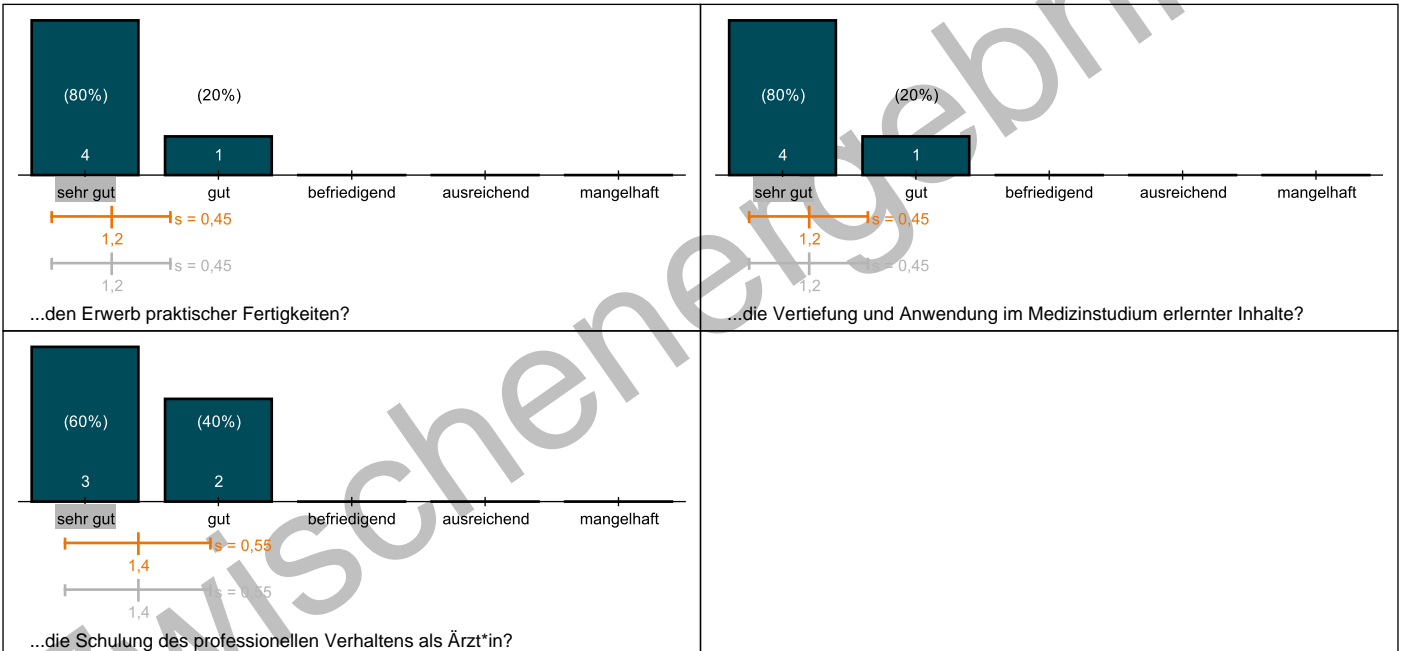 (80%)
(20%)
4
1
sehr gut
gut
befriedigend
ausreichend
mangelhaft
s = 0,45
1,2
s = 0,45
1,2
...den Erwerb praktischer Fertigkeiten?
(80%)
(20%)
4
1
sehr gut
gut
befriedigend
ausreichend
mangelhaft
s = 0,45
1,2
s = 0,45
1,2
...die Vertiefung und Anwendung im Medizinstudium erlernter Inhalte?
(60%)
(40%)
3
2
sehr gut
gut
befriedigend
ausreichend
mangelhaft
s = 0,55
1,4
s = 0,55
1,4
...die Schulung des professionellen Verhaltens als Ärzt*in?
wischenergebn